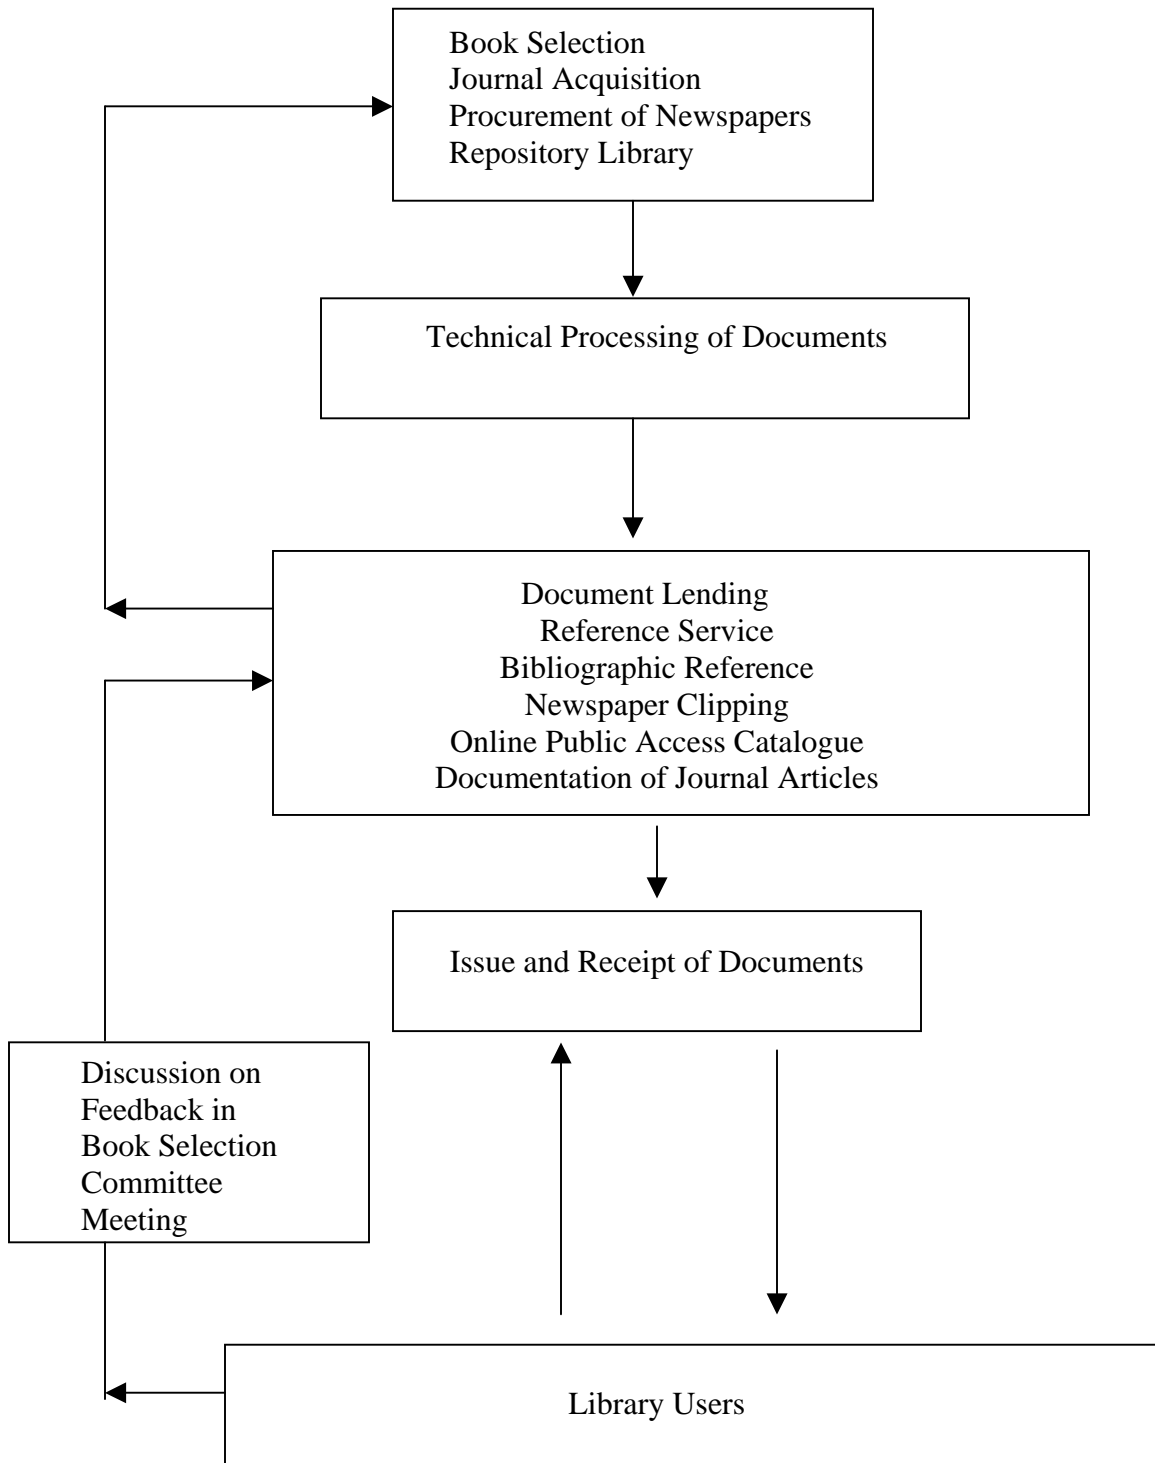 Book Selection
Journal Acquisition
Procurement of Newspapers
Repository Library
Technical Processing of Documents
Document Lending
Reference Service
Bibliographic Reference
Newspaper Clipping
Online Public Access Catalogue
Documentation of Journal Articles
Issue and Receipt of Documents
Discussion on
Feedback in
Book Selection
Committee
Meeting
Library Users